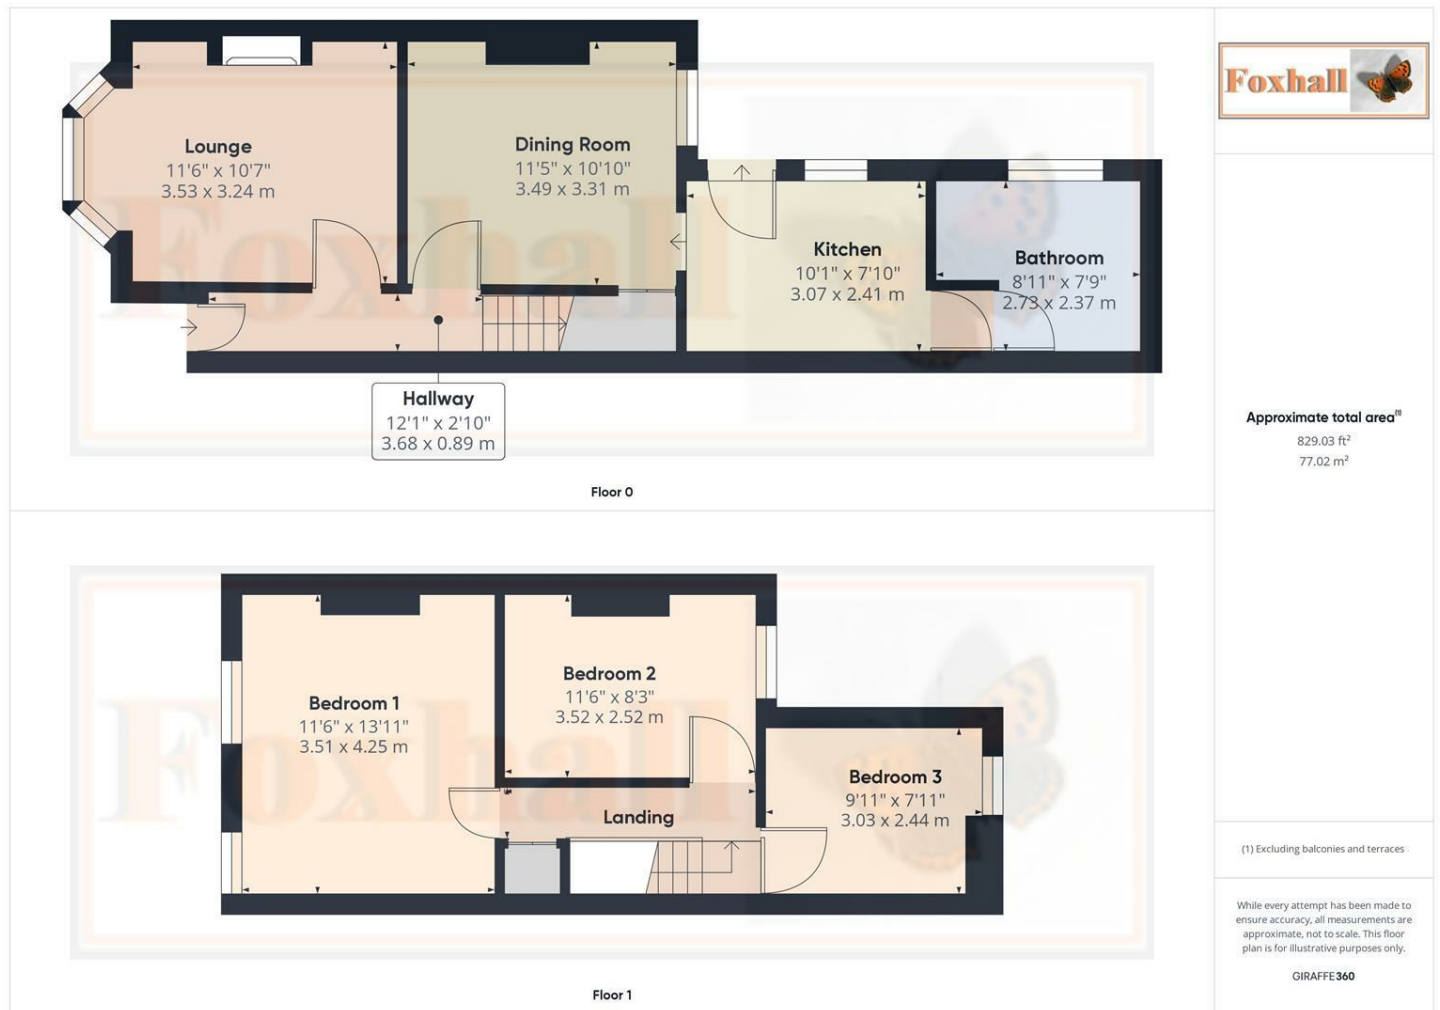 Foxhall
Lounge
11'6" x 10'7"
3.53 x 3.24 m
Dining Room
11'5" x 10'10"
3.49 x 3.31 m
Kitchen
10'1" x 7'10"
3.07 x 2.41 m
Bathroom
8'11" x 7'9"
2.73 x 2.37 m
Foxhall
Hallway
12'1" x 2'10"
3.68 x 0.89 m
Floor 0
Bedroom 1
11'6" x 13'11"
3.51 x 4.25 m
Bedroom 2
11'6" x 8'3"
3.52 x 2.52 m
Bedroom 3
9'11" x 7'11"
3.03 x 2.44 m
Landing
Foxhall
Floor 1
Approximate total area(1)
829.03 ft²
77.02 m²
(1) Excluding balconies and terraces
While every attempt has been made to
ensure accuracy, all measurements are
approximate, not to scale. This floor
plan is for illustrative purposes only.
GIRAFFE360